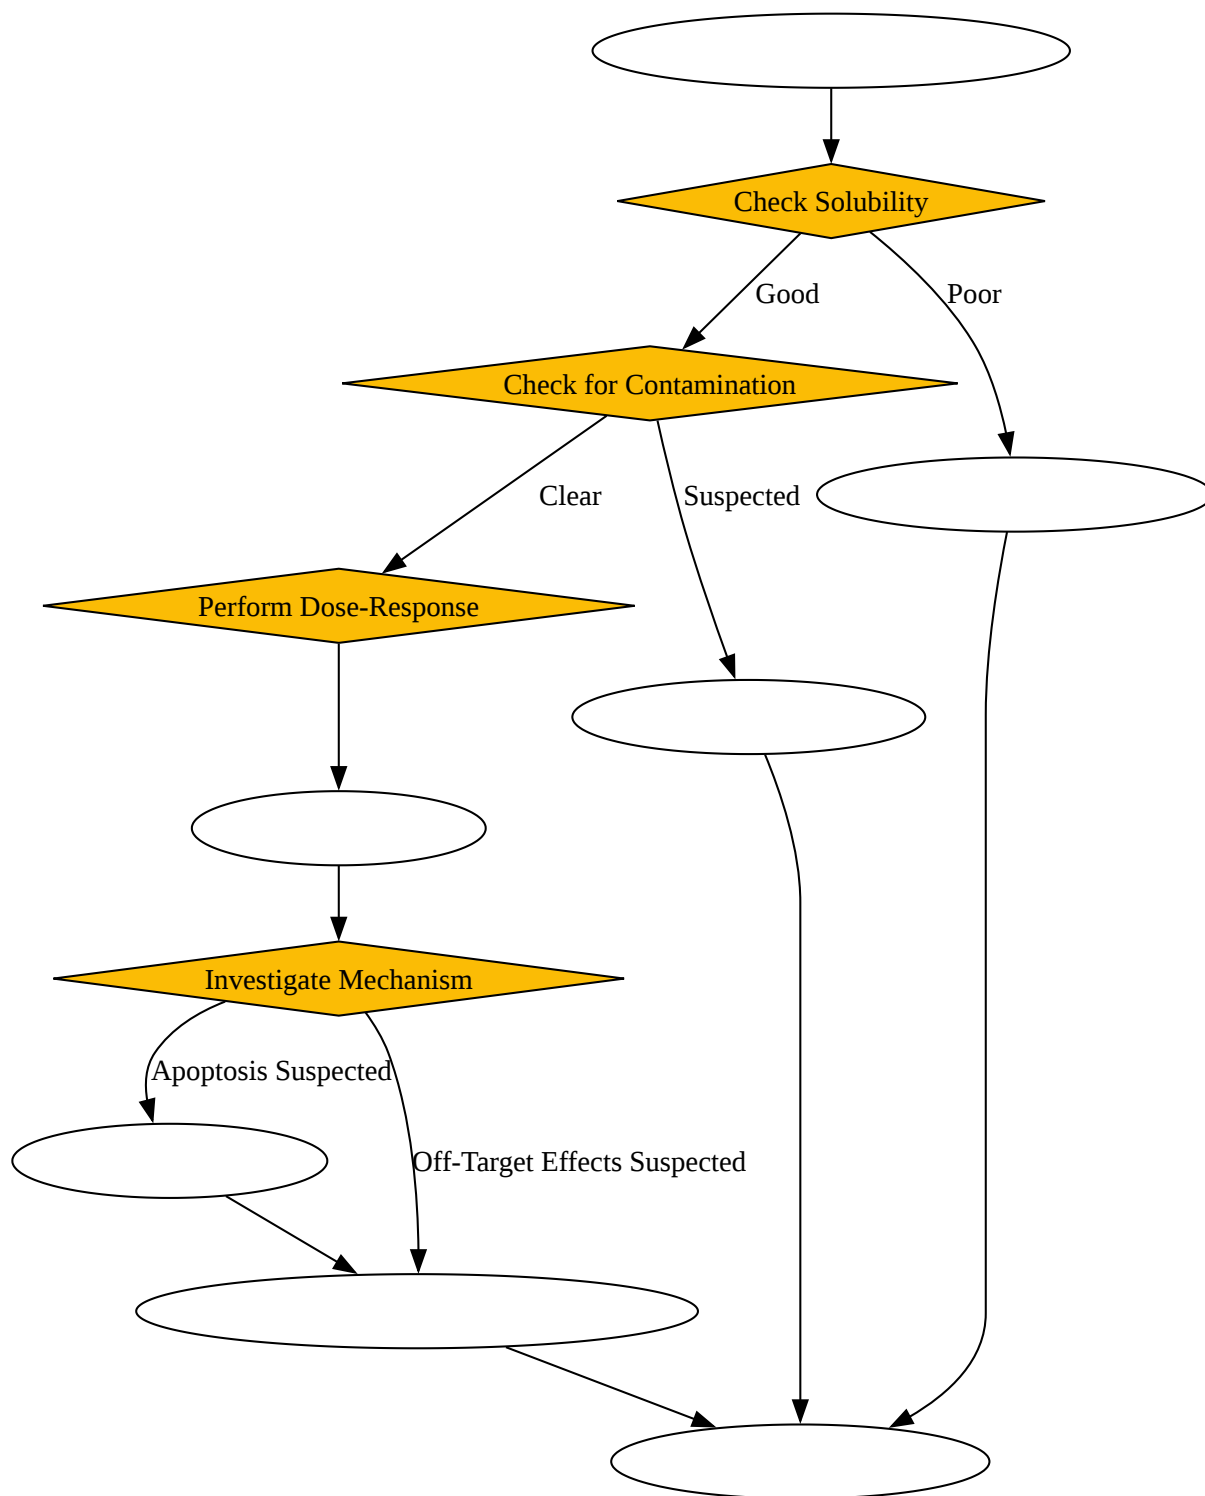 Check Solubility
Good
Poor
Check for Contamination
Clear
Suspected
Perform Dose-Response
Investigate Mechanism
Apoptosis Suspected
Off-Target Effects Suspected